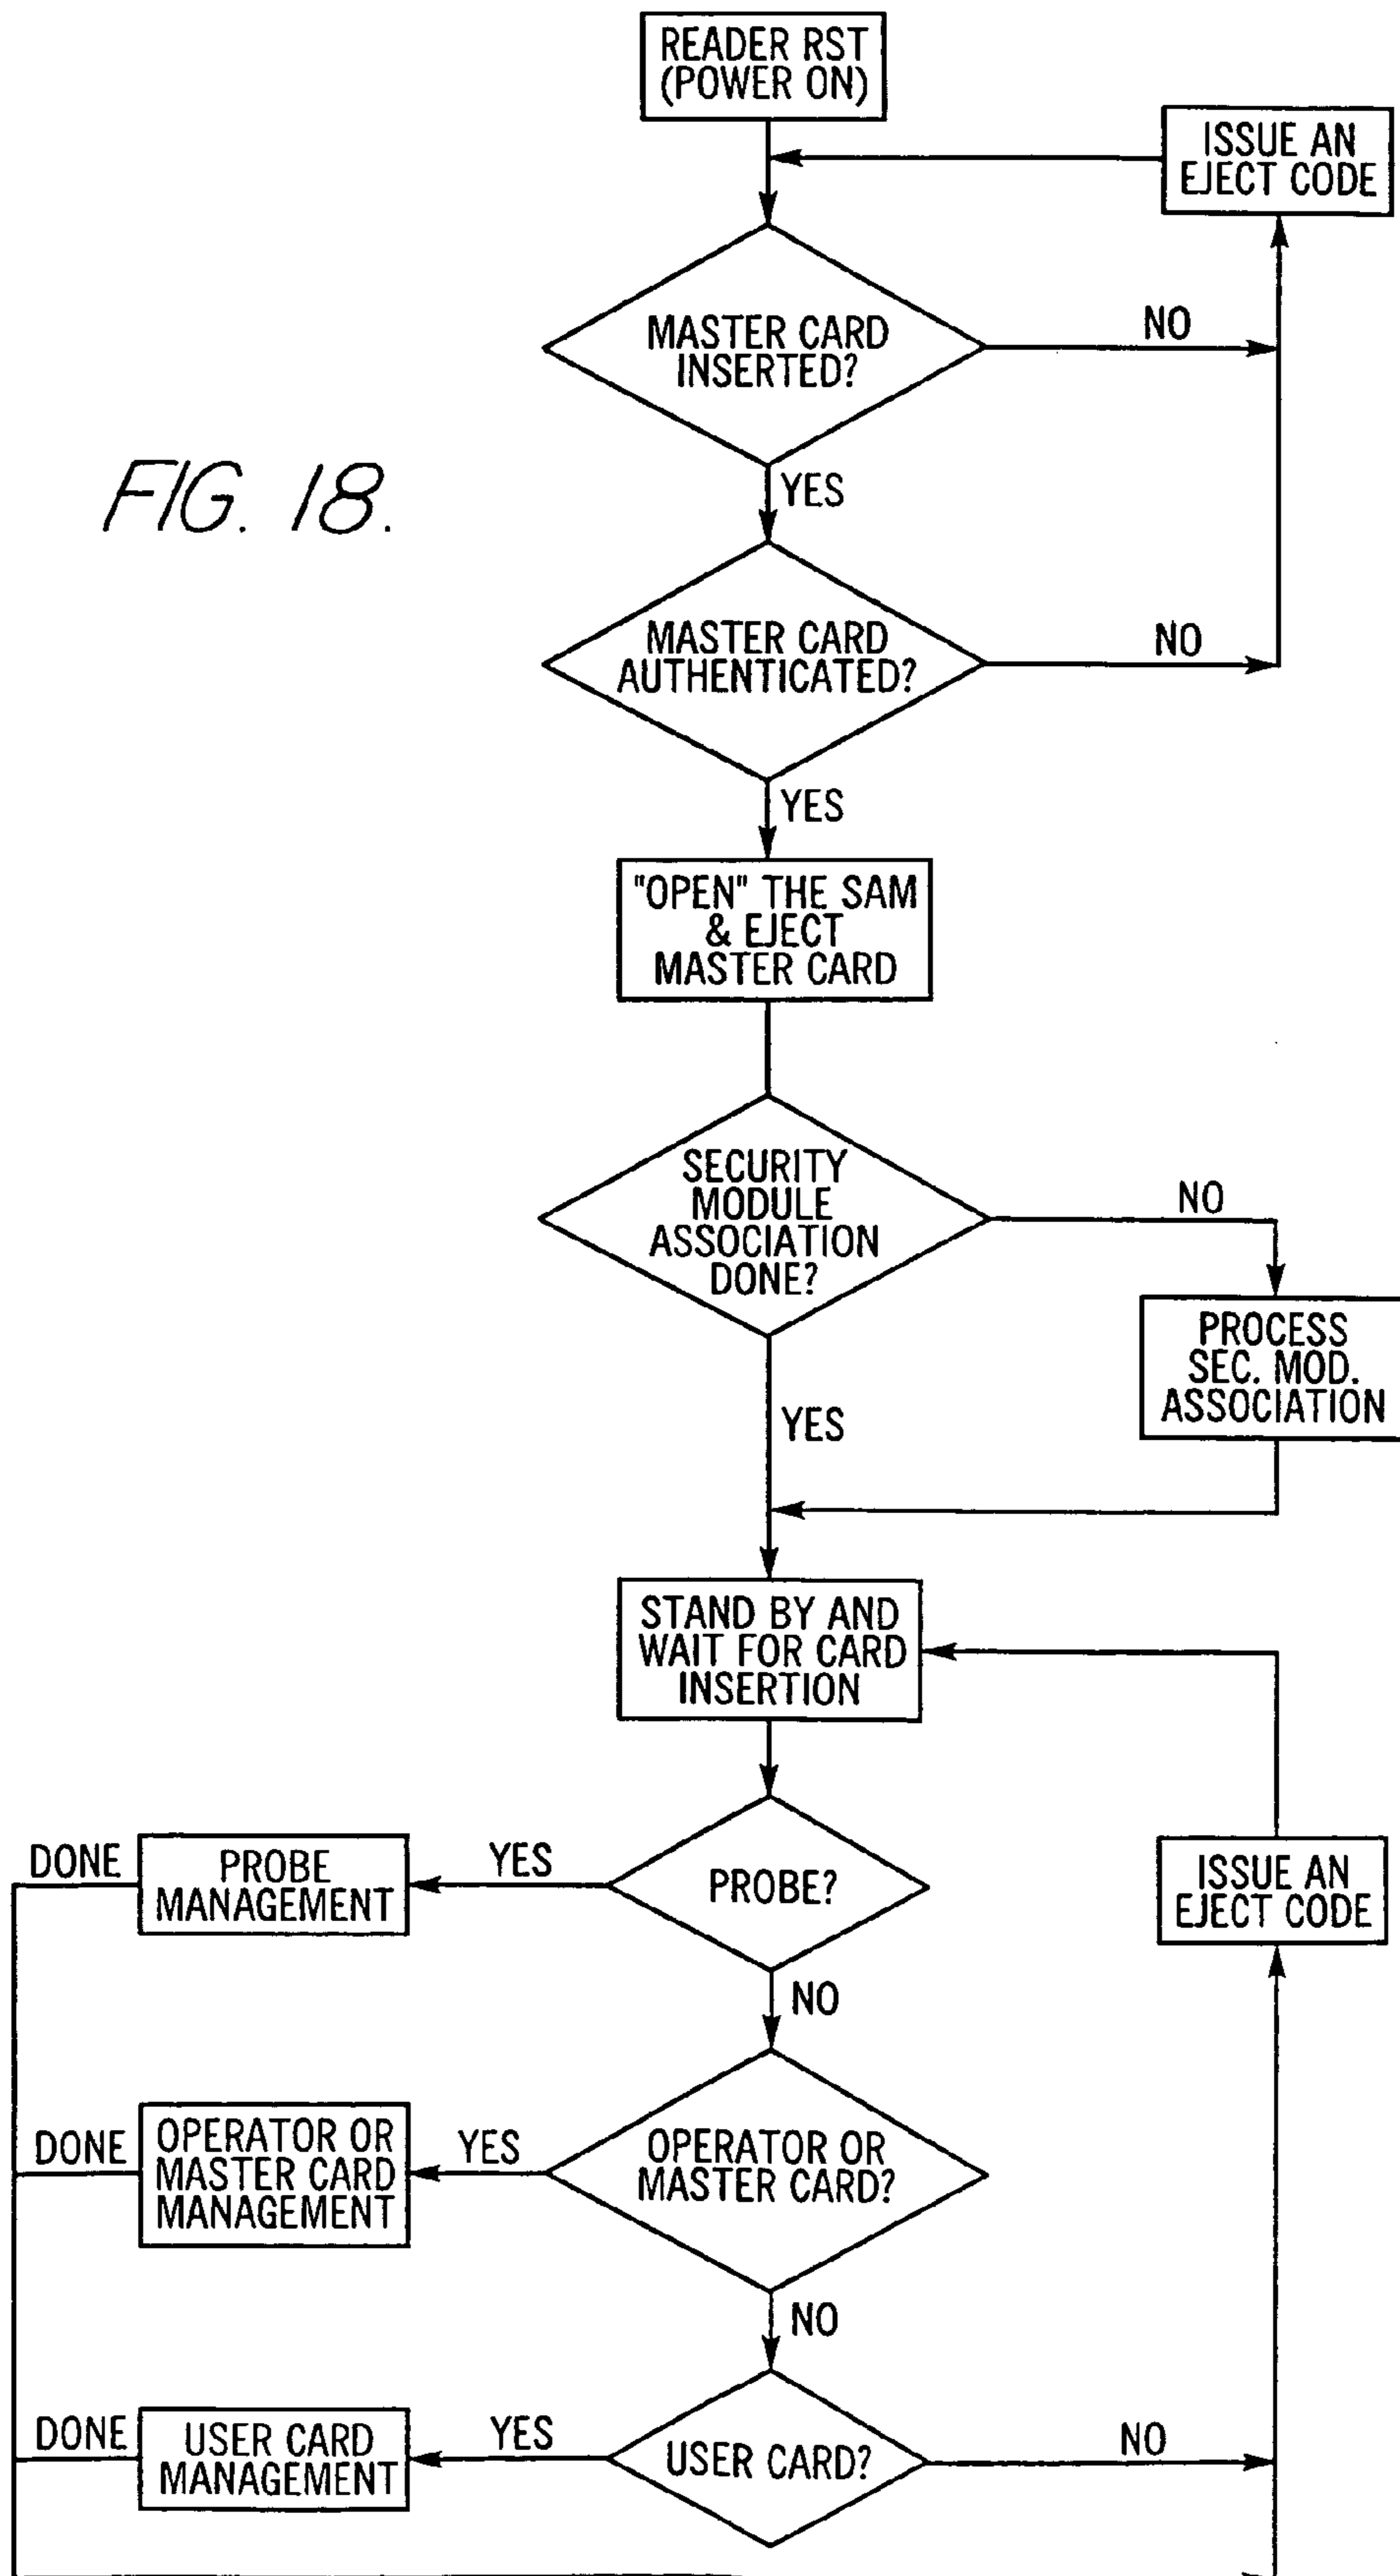 READER RST
(POWER ON)
ISSUE AN
EJECT CODE
MASTER CARD
INSERTED?
NO
FIG. 18.
YES
MASTER CARD
AUTHENTICATED?
NO
YES
"OPEN" THE SAM
& EJECT
MASTER CARD
SECURITY
MODULE
ASSOCIATION
DONE?
NO
PROCESS
SEC. MOD.
ASSOCIATION
YES
STAND BY AND
WAIT FOR CARD
INSERTION
DONE
PROBE
MANAGEMENT
YES
PROBE?
ISSUE AN
EJECT CODE
NO
DONE
OPERATOR OR
MASTER CARD
MANAGEMENT
YES
OPERATOR OR
MASTER CARD?
NO
DONE
USER CARD
MANAGEMENT
YES
USER CARD?
NO